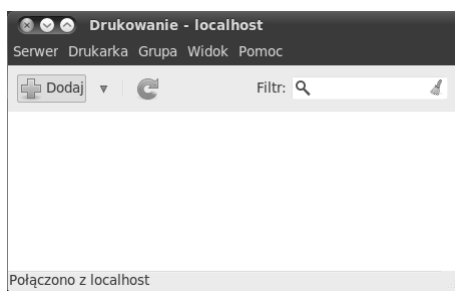 Drukowanie - localhost
Serwer Drukarka Grupa Widok Pomoc
Dodaj Filtr:
Połączono z localhost